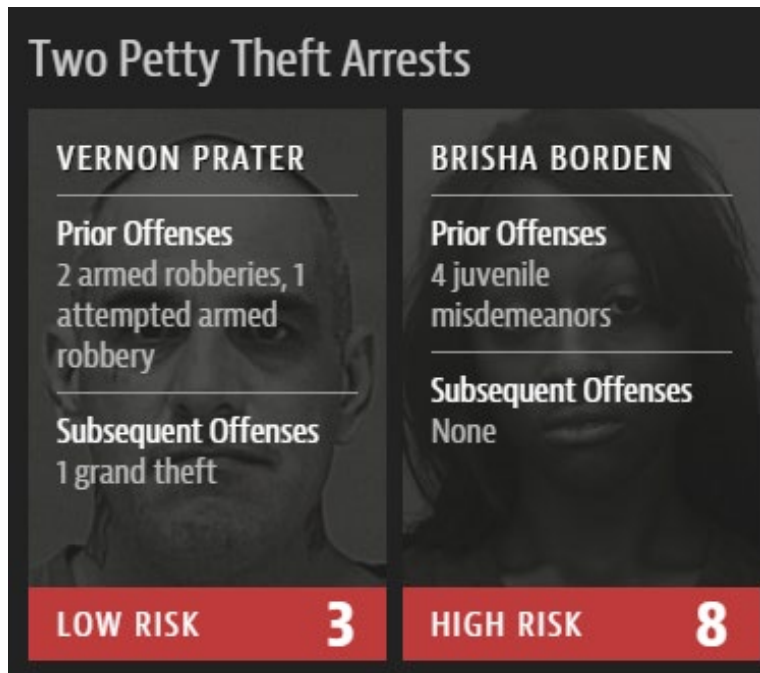 Two Petty Theft Arrests
VERNON PRATER
Prior Offenses
2 armed robberies, 1
attempted armed
robbery
Subsequent Offenses
1 grand theft
LOW RISK 3
BRISHA BORDEN
Prior Offenses
4 juvenile
misdemeanors
Subsequent Offenses
None
HIGH RISK 8